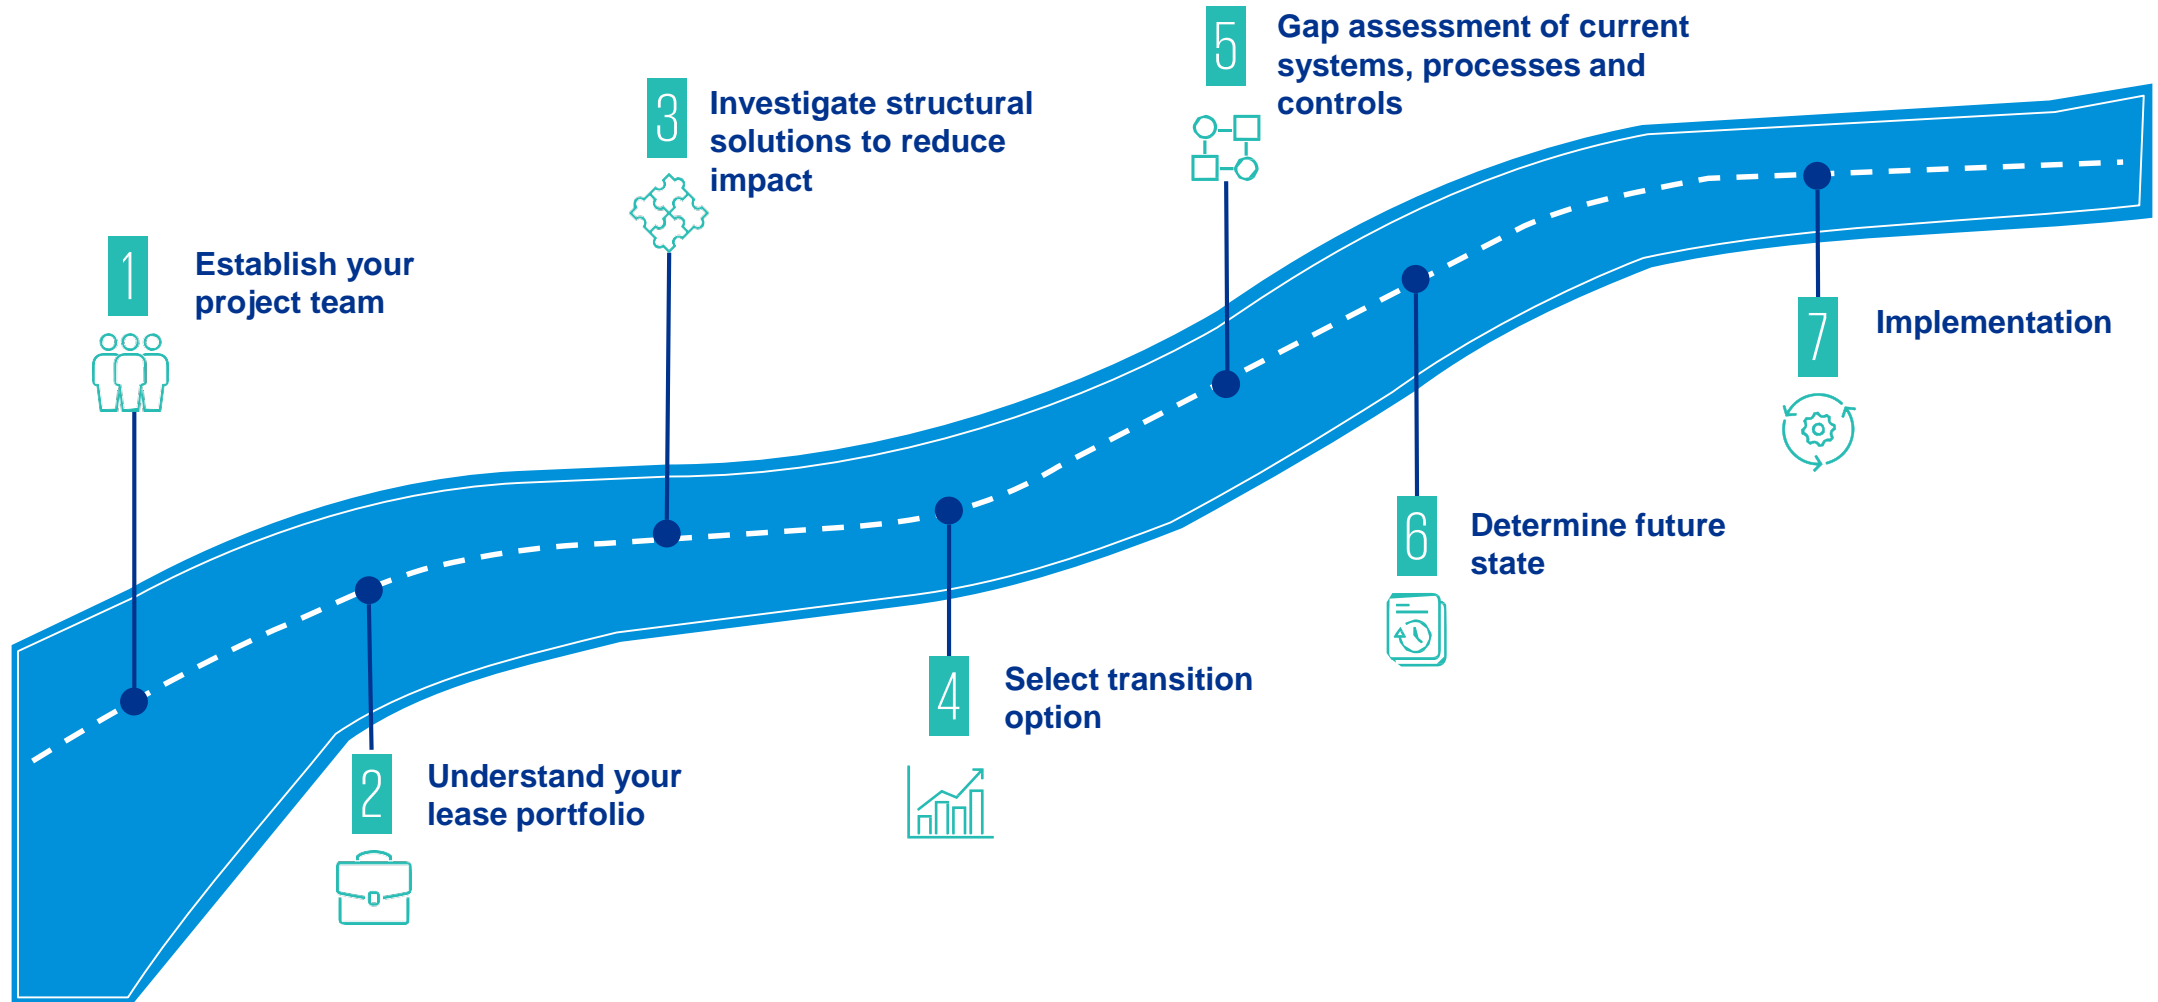 1
Establish your
project team
2
Understand your
lease portfolio
3
Investigate structural
solutions to reduce
impact
4
Select transition
option
5
Gap assessment of current
systems, processes and
controls
6
Determine future
state
7
Implementation